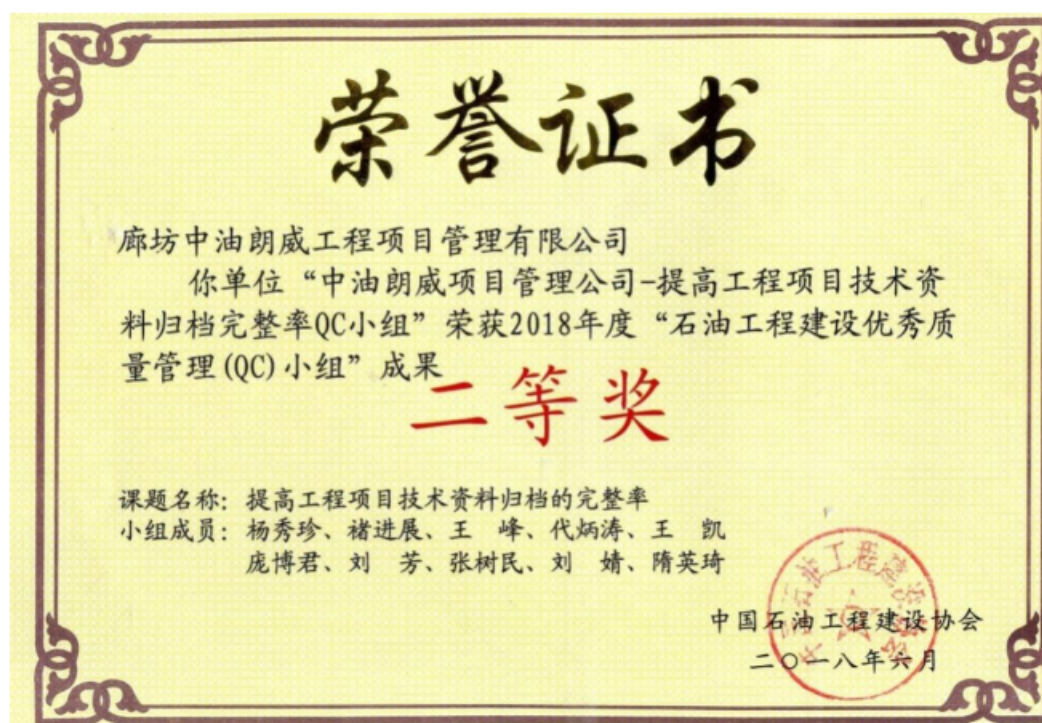 荣誉证书
廊坊中油朗威工程项目管理有限公司
你单位“中油朗威项目管理公司-提高工程项目技术资
料归档完整率QC小组”荣获2018年度“石油工程建设优秀质
量管理(QC)小组”成果
二等奖
课题名称：提高工程项目技术资料归档的完整率
小组成员：杨秀珍、褚进展、王　峰、代炳涛、王　凯
庞博君、刘　芳、张树民、刘　婧、隋英琦
中国石油工程建设协会
二〇一八年六月